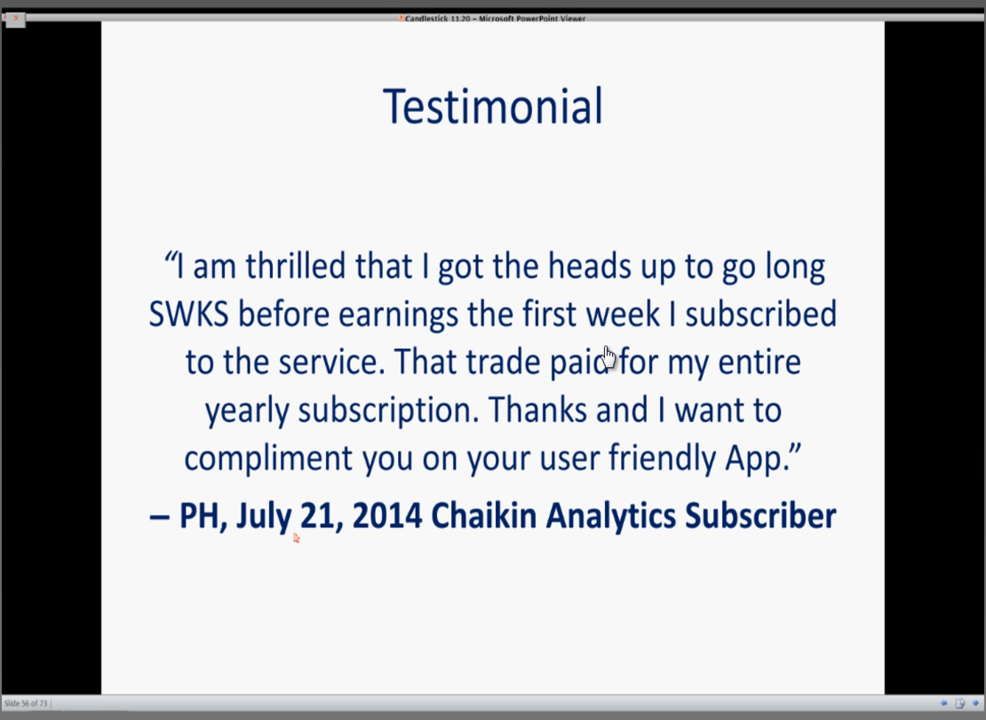 Candlestick 11.20 - Microsoft PowerPoint Viewer
Testimonial
“I am thrilled that I got the heads up to go long
SWKS before earnings the first week I subscribed
to the service. That trade paid for my entire
yearly subscription. Thanks and I want to
compliment you on your user friendly App.”
– PH, July 21, 2014 Chaikin Analytics Subscriber
Slide 56 of 73